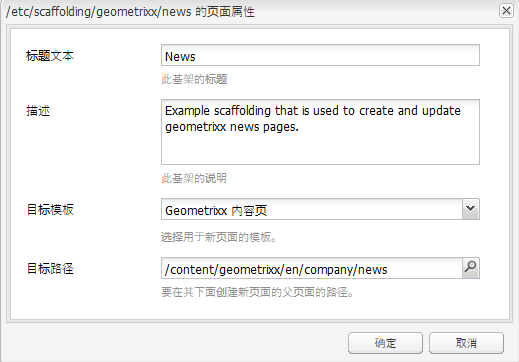 /etc/scaffolding/geometrixx/news 的页面属性
标题文本
News
此基架的标题
描述
Example scaffolding that is used to create and update
geometrixx news pages.
此基架的说明
目标模板
Geometrixx 内容页
选择用于新页面的模板。
目标路径
/content/geometrixx/en/company/news
要在其下面创建新页面的父页面的路径。
确定 取消